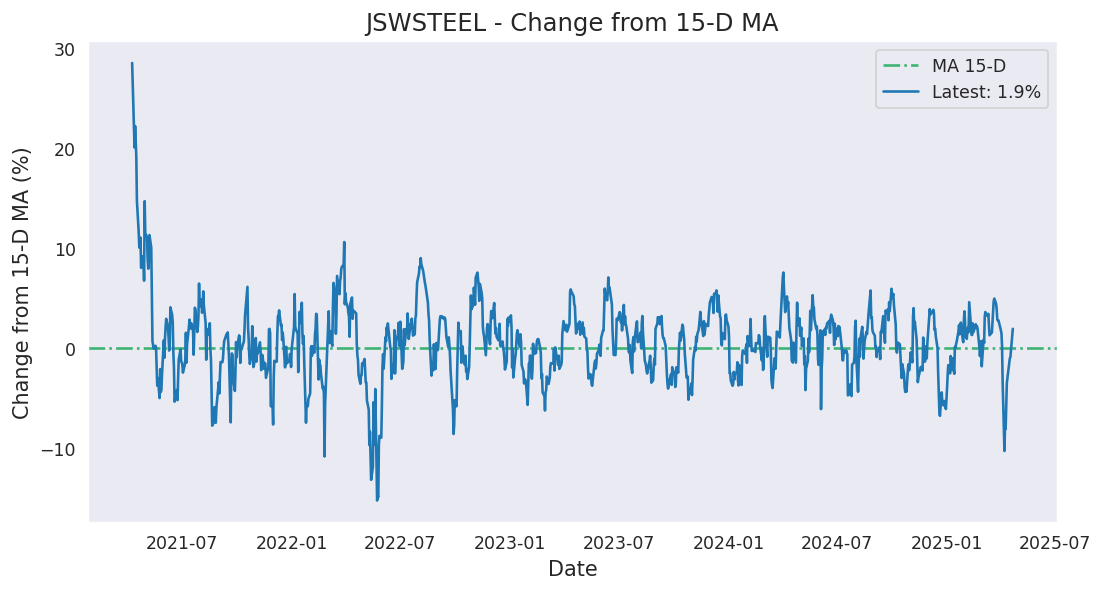 JSWSTEEL - Change from 15-D MA
Change from 15-D MA (%)
30
20
10
0
−10
MA 15-D
Latest: 1.9%
2021-07
2022-01
2022-07
2023-01
2023-07
2024-01
2024-07
2025-01
2025-07
Date